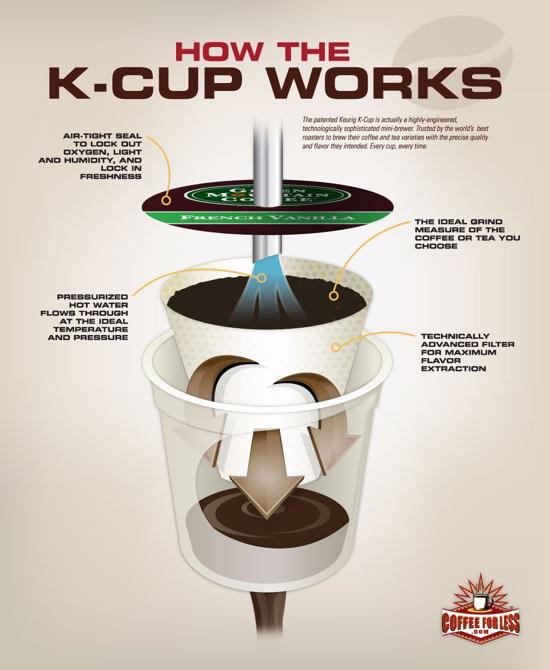 HOW THE
K-CUP WORKS
The patented Keurig K-Cup is actually a highly-engineered,
technologically sophisticated mini-brewer. Trusted by the world's best
roasters to brew their coffee and tea varieties with the precise quality
and flavor they intended. Every cup, every time.
AIR-TIGHT SEAL
TO LOCK OUT
OXYGEN, LIGHT
AND HUMIDITY, AND
LOCK IN
FRESHNESS
FRENCH VANILLA
THE IDEAL GRIND
MEASURE OF THE
COFFEE OR TEA YOU
CHOOSE
PRESSURIZED
HOT WATER
FLOWS THROUGH
AT THE IDEAL
TEMPERATURE
AND PRESSURE
TECHNICALLY
ADVANCED FILTER
FOR MAXIMUM
FLAVOR
EXTRACTION
COFFEE FOR LESS
.COM